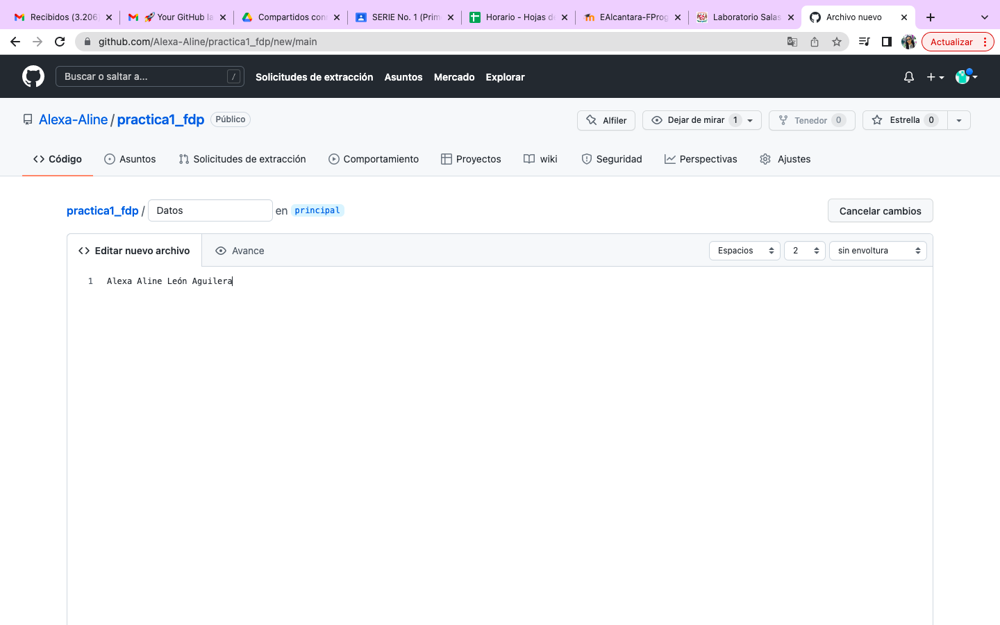 Recibidos (3.206
🚀 Your GitHub la
Compartidos con
SERIE No. 1 (Prim
Horario - Hojas de
EAlcantara-FProg
Laboratorio Salas
Archivo nuevo
github.com/Alexa-Aline/practica1_fdp/new/main
Actualizar
Buscar o saltar a... /
Solicitudes de extracción Asuntos Mercado Explorar
Alexa-Aline / practica1_fdp Público
Alfiler Dejar de mirar 1 Tenedor 0 Estrella 0
Código Asuntos Solicitudes de extracción Comportamiento Proyectos wiki Seguridad Perspectivas Ajustes
practica1_fdp / Datos en principal
Cancelar cambios
Editar nuevo archivo Avance
Espacios 2 sin envoltura
1 Alexa Aline León Aguilera